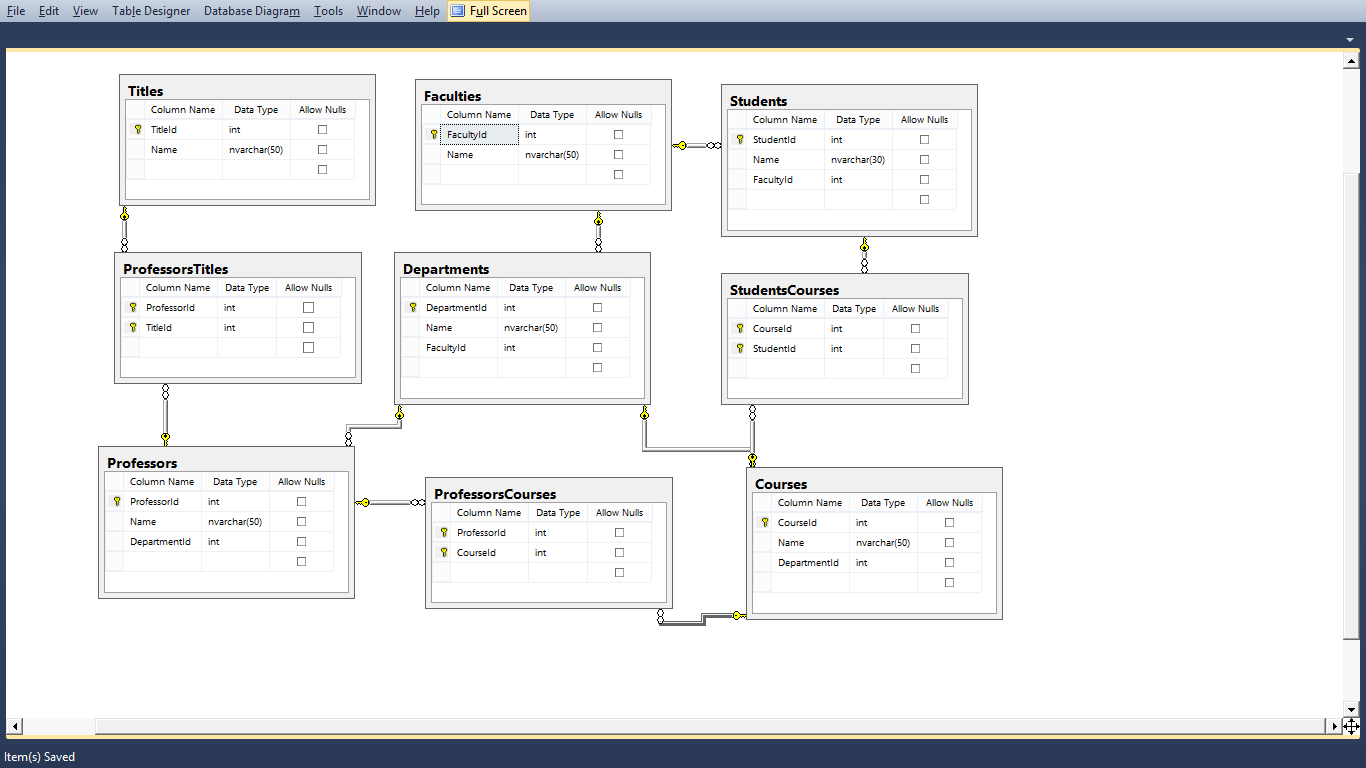 File Edit View Table Designer Database Diagram Tools Window Help Full Screen
Titles
Column Name Data Type Allow Nulls
TitleId int
Name nvarchar(50)
Faculties
Column Name Data Type Allow Nulls
FacultyId int
Name nvarchar(50)
Students
Column Name Data Type Allow Nulls
StudentId int
Name nvarchar(30)
FacultyId int
ProfessorsTitles
Column Name Data Type Allow Nulls
ProfessorId int
TitleId int
Departments
Column Name Data Type Allow Nulls
DepartmentId int
Name nvarchar(50)
FacultyId int
StudentsCourses
Column Name Data Type Allow Nulls
CourseId int
StudentId int
Professors
Column Name Data Type Allow Nulls
ProfessorId int
Name nvarchar(50)
DepartmentId int
ProfessorsCourses
Column Name Data Type Allow Nulls
ProfessorId int
CourseId int
Courses
Column Name Data Type Allow Nulls
CourseId int
Name nvarchar(50)
DepartmentId int
Item(s) Saved